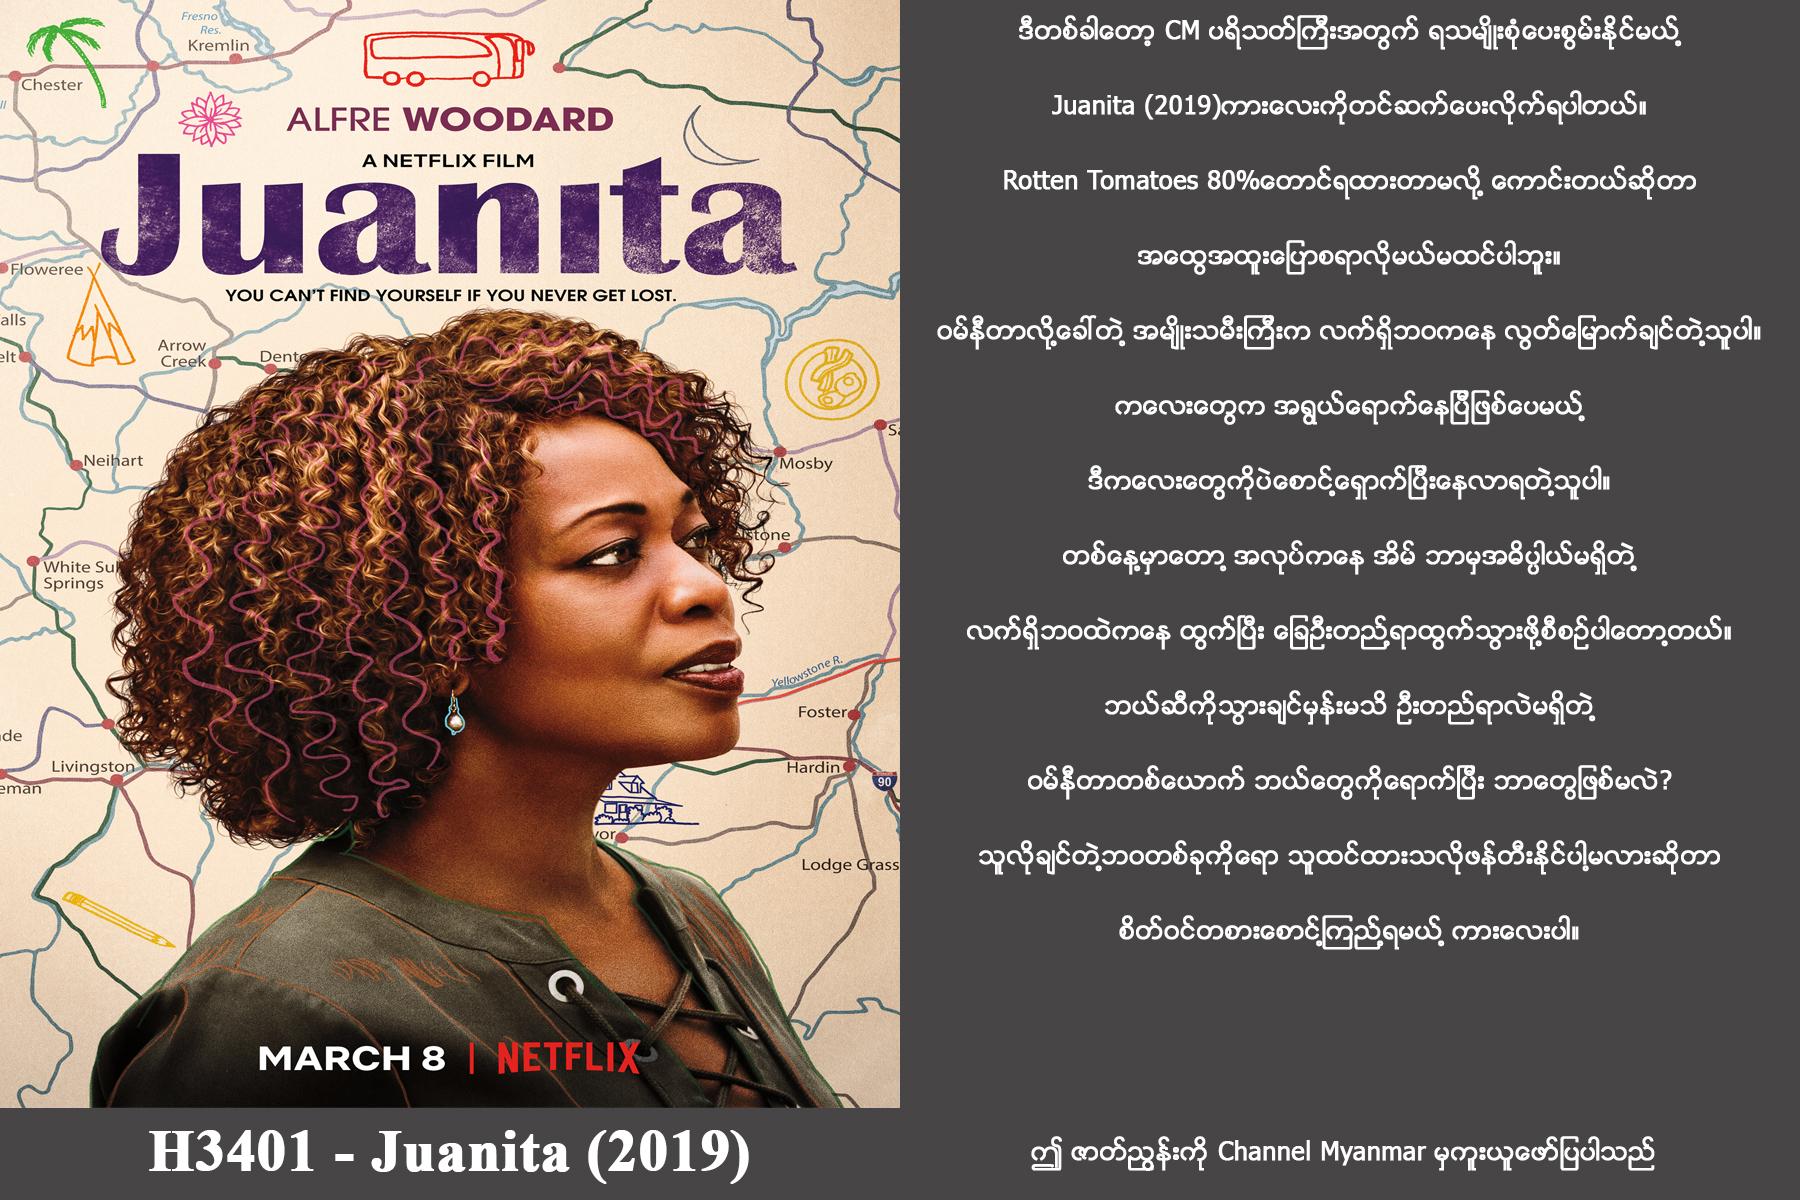 Fresno
Res.
Kremlin
Chester
ALFRE WOODARD
A NETFLIX FILM
Juanita
YOU CAN'T FIND YOURSELF IF YOU NEVER GET LOST.
Floweree
Arrow
Creek
Neihart
Mosby
White Su
Springs
Yellowstone R.
Foster
Livingston
Hardin
90
Lodge Grass
MARCH 8 | NETFLIX
H3401 - Juanita (2019)
ဒီတစ်ခါတော့ CM ပရိသတ်ကြီးအတွက် ရသမျိုးစုံပေးစွမ်းနိုင်မယ့်
Juanita (2019)ကားလေးကိုတင်ဆက်ပေးလိုက်ရပါတယ်။
Rotten Tomatoes 80%တောင်ရထားတာမလို့ ကောင်းတယ်ဆိုတာ
အထွေအထူးပြောစရာလိုမယ်မထင်ပါဘူး။
ဝမ်နီတာလို့ခေါ်တဲ့ အမျိုးသမီးကြီးက လက်ရှိဘဝကနေ လွတ်မြောက်ချင်တဲ့သူပါ။
ကလေးတွေက အရွယ်ရောက်နေပြီဖြစ်ပေမယ့်
ဒီကလေးတွေကိုပဲစောင့်ရှောက်ပြီးနေလာရတဲ့သူပါ။
တစ်နေ့မှာတော့ အလုပ်ကနေ အိမ် ဘာမှအဓိပ္ပါယ်မရှိတဲ့
လက်ရှိဘဝထဲကနေ ထွက်ပြီး ခြေဦးတည့်ရာထွက်သွားဖို့စီစဉ်ပါတော့တယ်။
ဘယ်ဆီကိုသွားချင်မှန်းမသိ ဦးတည်ရာလဲမရှိတဲ့
ဝမ်နီတာတစ်ယောက် ဘယ်တွေကိုရောက်ပြီး ဘာတွေဖြစ်မလဲ?
သူလိုချင်တဲ့ဘဝတစ်ခုကိုရော သူထင်ထားသလိုဖန်တီးနိုင်ပါ့မလားဆိုတာ
စိတ်ဝင်တစားစောင့်ကြည့်ရမယ့် ကားလေးပါ။
ဤ ဇာတ်ညွှန်းကို Channel Myanmar မှကူးယူဖော်ပြပါသည်